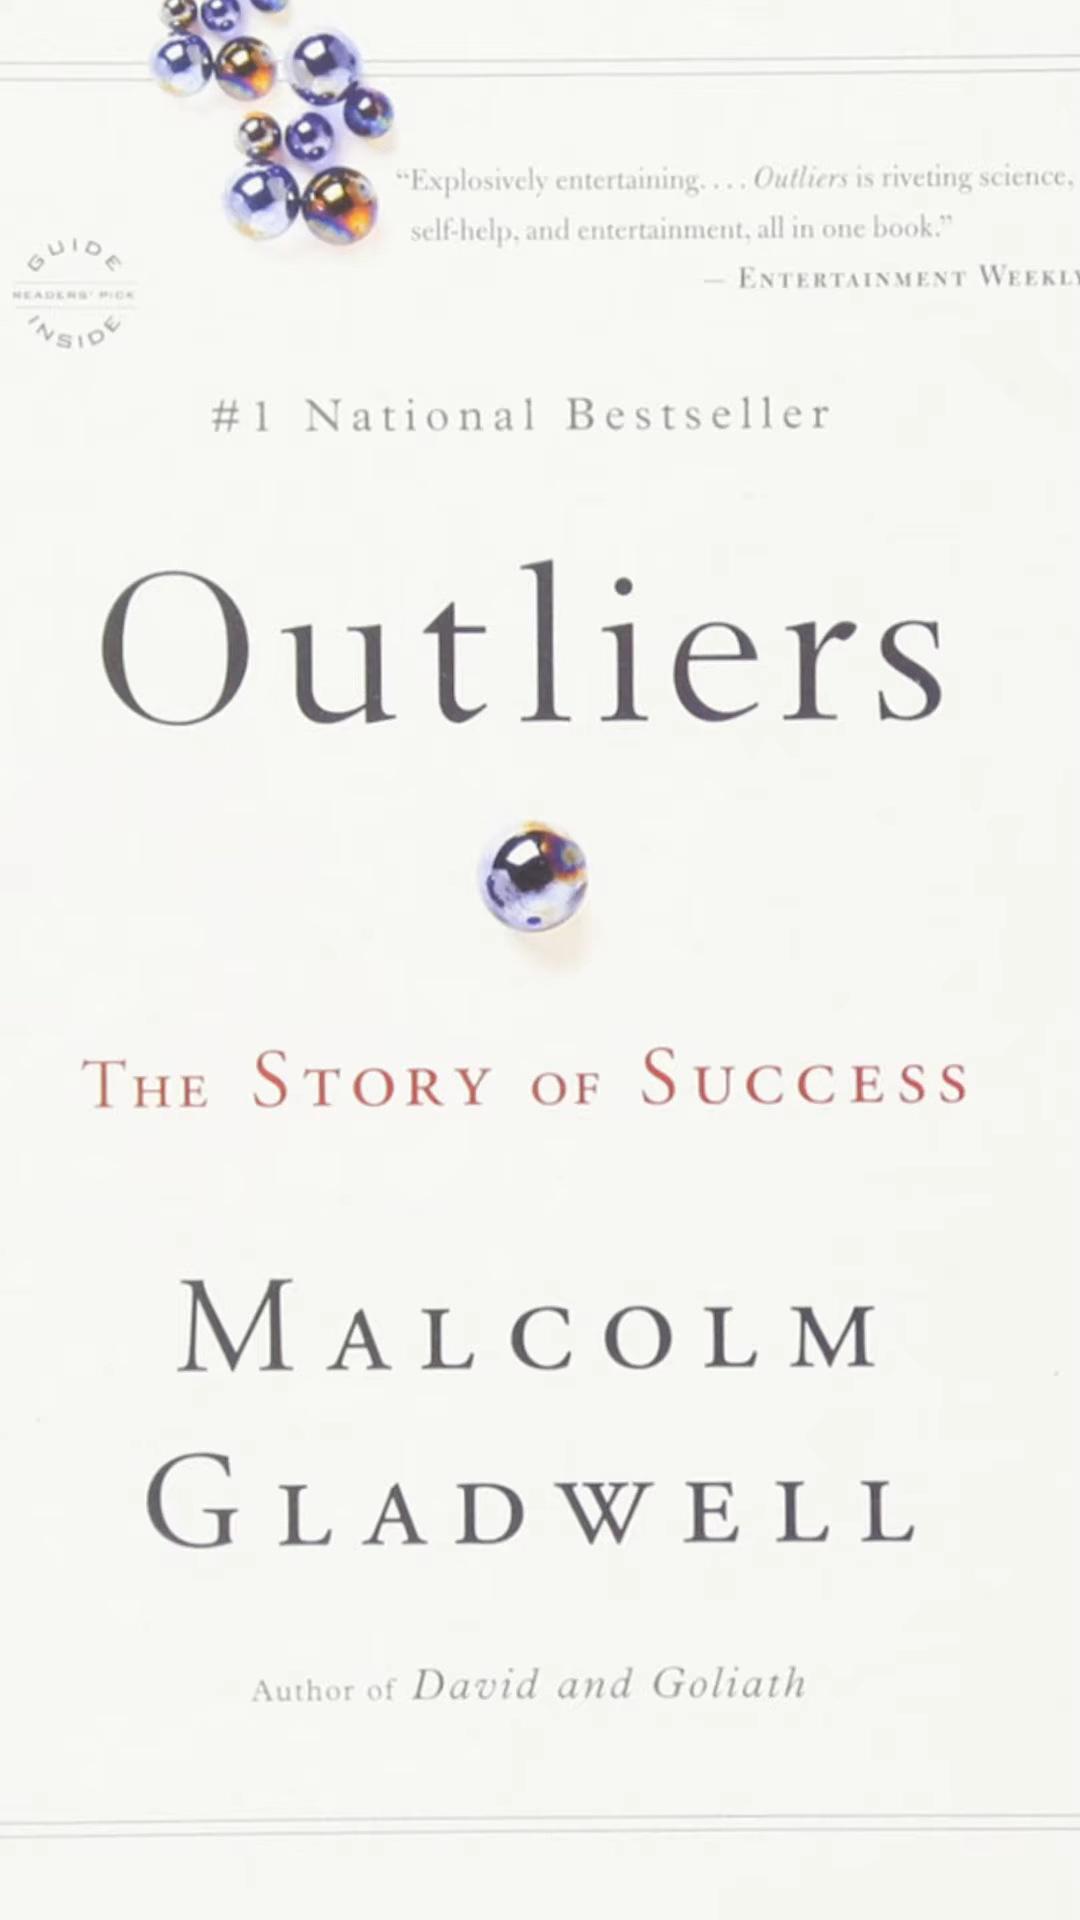 “Explosively entertaining. . . . Outliers is riveting science,
self-help, and entertainment, all in one book.”
— ENTERTAINMENT WEEKLY
GUIDE
READERS' PICK
INSIDE
#1 National Bestseller
Outliers
THE STORY OF SUCCESS
MALCOLM
GLADWELL
Author of David and Goliath